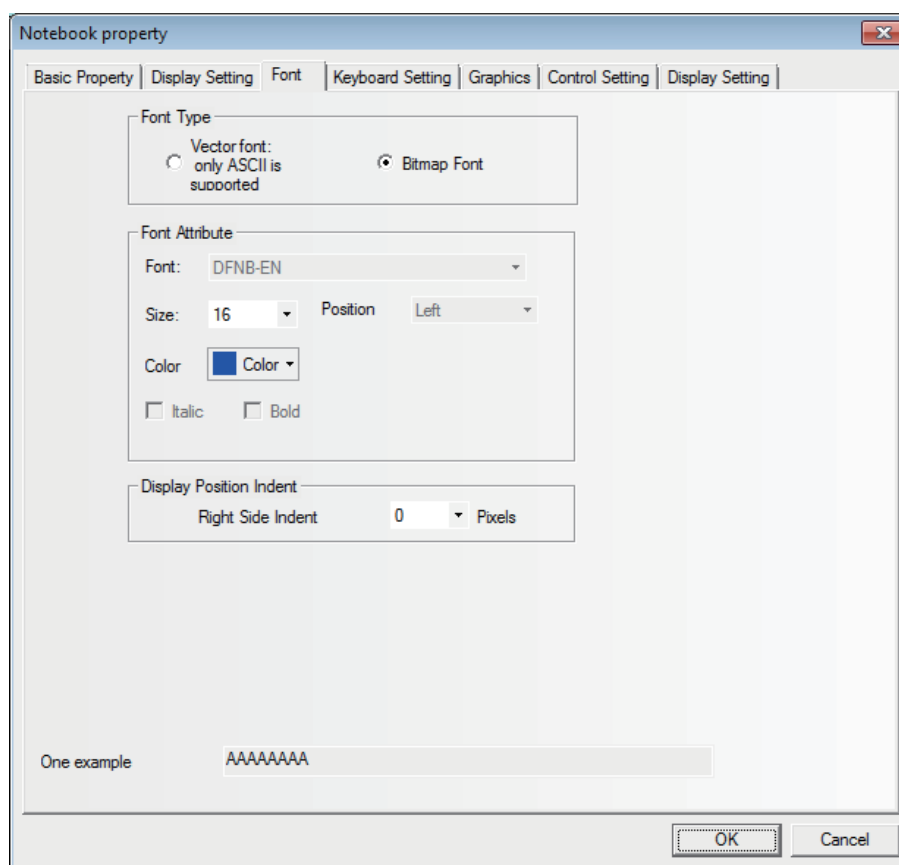 Notebook property
Basic Property Display Setting Font Keyboard Setting Graphics Control Setting Display Setting
Font Type
Vector font:
only ASCII is
supported
Bitmap Font
Font Attribute
Font: DFNB-EN
Size: 16 Position Left
Color Color
Italic Bold
Display Position Indent
Right Side Indent 0 Pixels
One example AAAAAAAA
OK Cancel